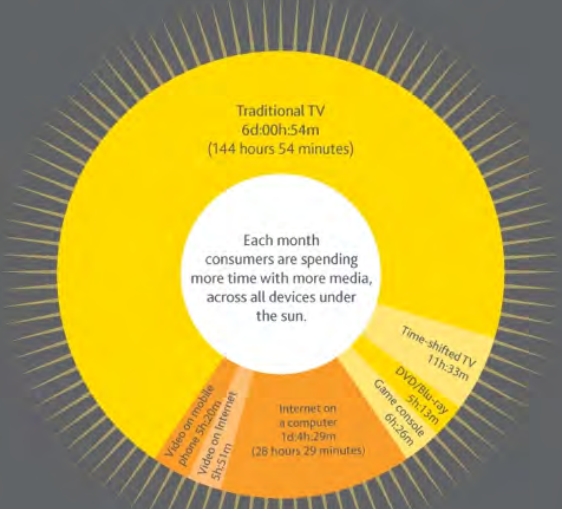 Traditional TV
6d:00h:54m
(144 hours 54 minutes)
Each month
consumers are spending
more time with more media,
across all devices under
the sun.
Time-shifted TV
11h:33m
DVD/Blu-ray
5h:13m
Game console
6h:26m
Internet on
a computer
1d:4h:29m
(28 hours 29 minutes)
Video on Internet
5h:51m
Video on mobile
phone 5h:20m